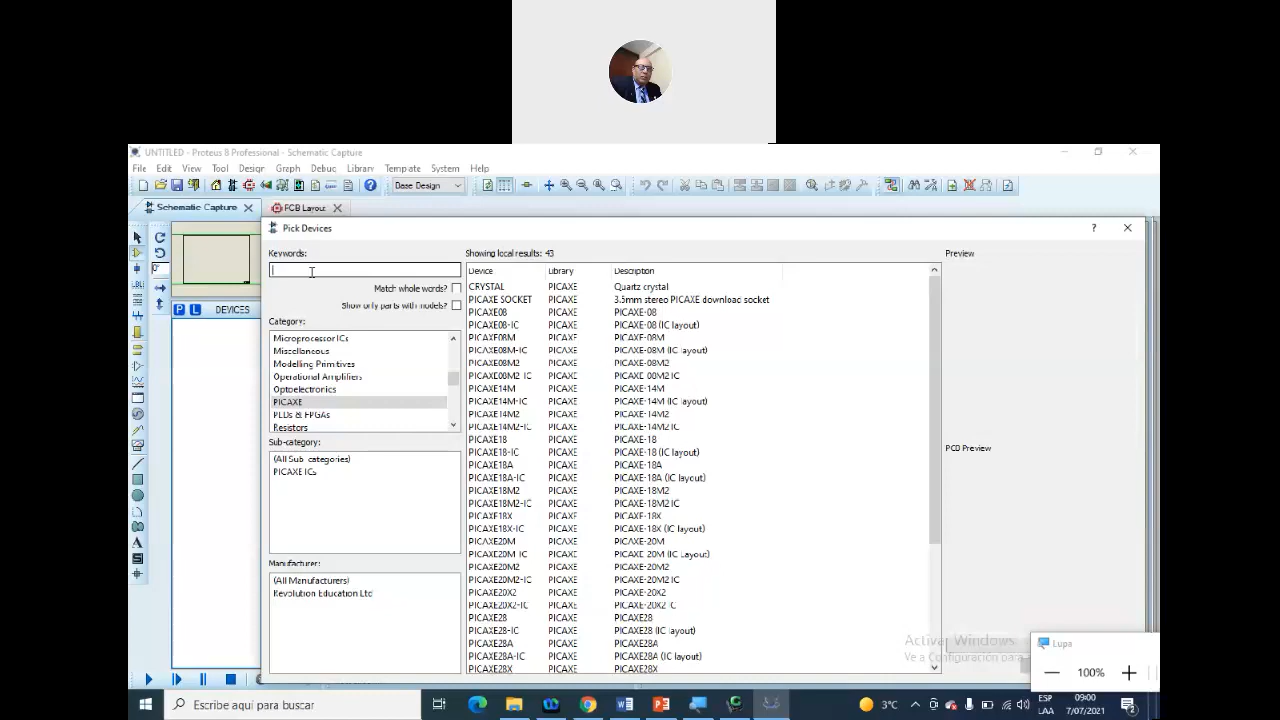 UNTITLED - Proteus 8 Professional - Schematic Capture
File Edit View Tool Design Graph Debug Library Template System Help
Base Design
Schematic Capture
PCB Layout
Pick Devices
Keywords:
Showing local results: 43
Preview
Device Library Description
Match whole words?
Show only parts with models?
Category:
Microprocessor ICs
Miscellaneous
Modelling Primitives
Operational Amplifiers
Optoelectronics
PICAXE
PLDs & FPGAs
Resistors
Sub-category:
(All Sub-categories)
PICAXE ICs
Manufacturer:
(All Manufacturers)
Revolution Education Ltd
CRYSTAL PICAXE Quartz crystal
PICAXE SOCKET PICAXE 3.5mm stereo PICAXE download socket
PICAXE08 PICAXE PICAXE-08
PICAXE08-IC PICAXE PICAXE-08 (IC layout)
PICAXE08M PICAXE PICAXE-08M
PICAXE08M-IC PICAXE PICAXE-08M (IC layout)
PICAXE08M2 PICAXE PICAXE-08M2
PICAXE08M2-IC PICAXE PICAXE-08M2 IC
PICAXE14M PICAXE PICAXE-14M
PICAXE14M-IC PICAXE PICAXE-14M (IC layout)
PICAXE14M2 PICAXE PICAXE-14M2
PICAXE14M2-IC PICAXE PICAXE-14M2 IC
PICAXE18 PICAXE PICAXE-18
PICAXE18-IC PICAXE PICAXE-18 (IC layout)
PICAXE18A PICAXE PICAXE-18A
PICAXE18A-IC PICAXE PICAXE-18A (IC layout)
PICAXE18M2 PICAXE PICAXE-18M2
PICAXE18M2-IC PICAXE PICAXE-18M2 IC
PICAXE18X PICAXE PICAXE-18X
PICAXE18X-IC PICAXE PICAXE-18X (IC layout)
PICAXE20M PICAXE PICAXE-20M
PICAXE20M-IC PICAXE PICAXE-20M (IC Layout)
PICAXE20M2 PICAXE PICAXE-20M2
PICAXE20M2-IC PICAXE PICAXE-20M2 IC
PICAXE20X2 PICAXE PICAXE-20X2
PICAXE20X2-IC PICAXE PICAXE-20X2 IC
PICAXE28 PICAXE PICAXE28
PICAXE28-IC PICAXE PICAXE28 (IC layout)
PICAXE28A PICAXE PICAXE28A
PICAXE28A-IC PICAXE PICAXE28A (IC layout)
PICAXE28X PICAXE PICAXE28X
PCB Preview
0°
P L DEVICES
LBL
A
Activar Windows
Ve a Configuración para
Lupa
100%
Escribe aquí para buscar
3°C
ESP
LAA
09:00
7/07/2021
2